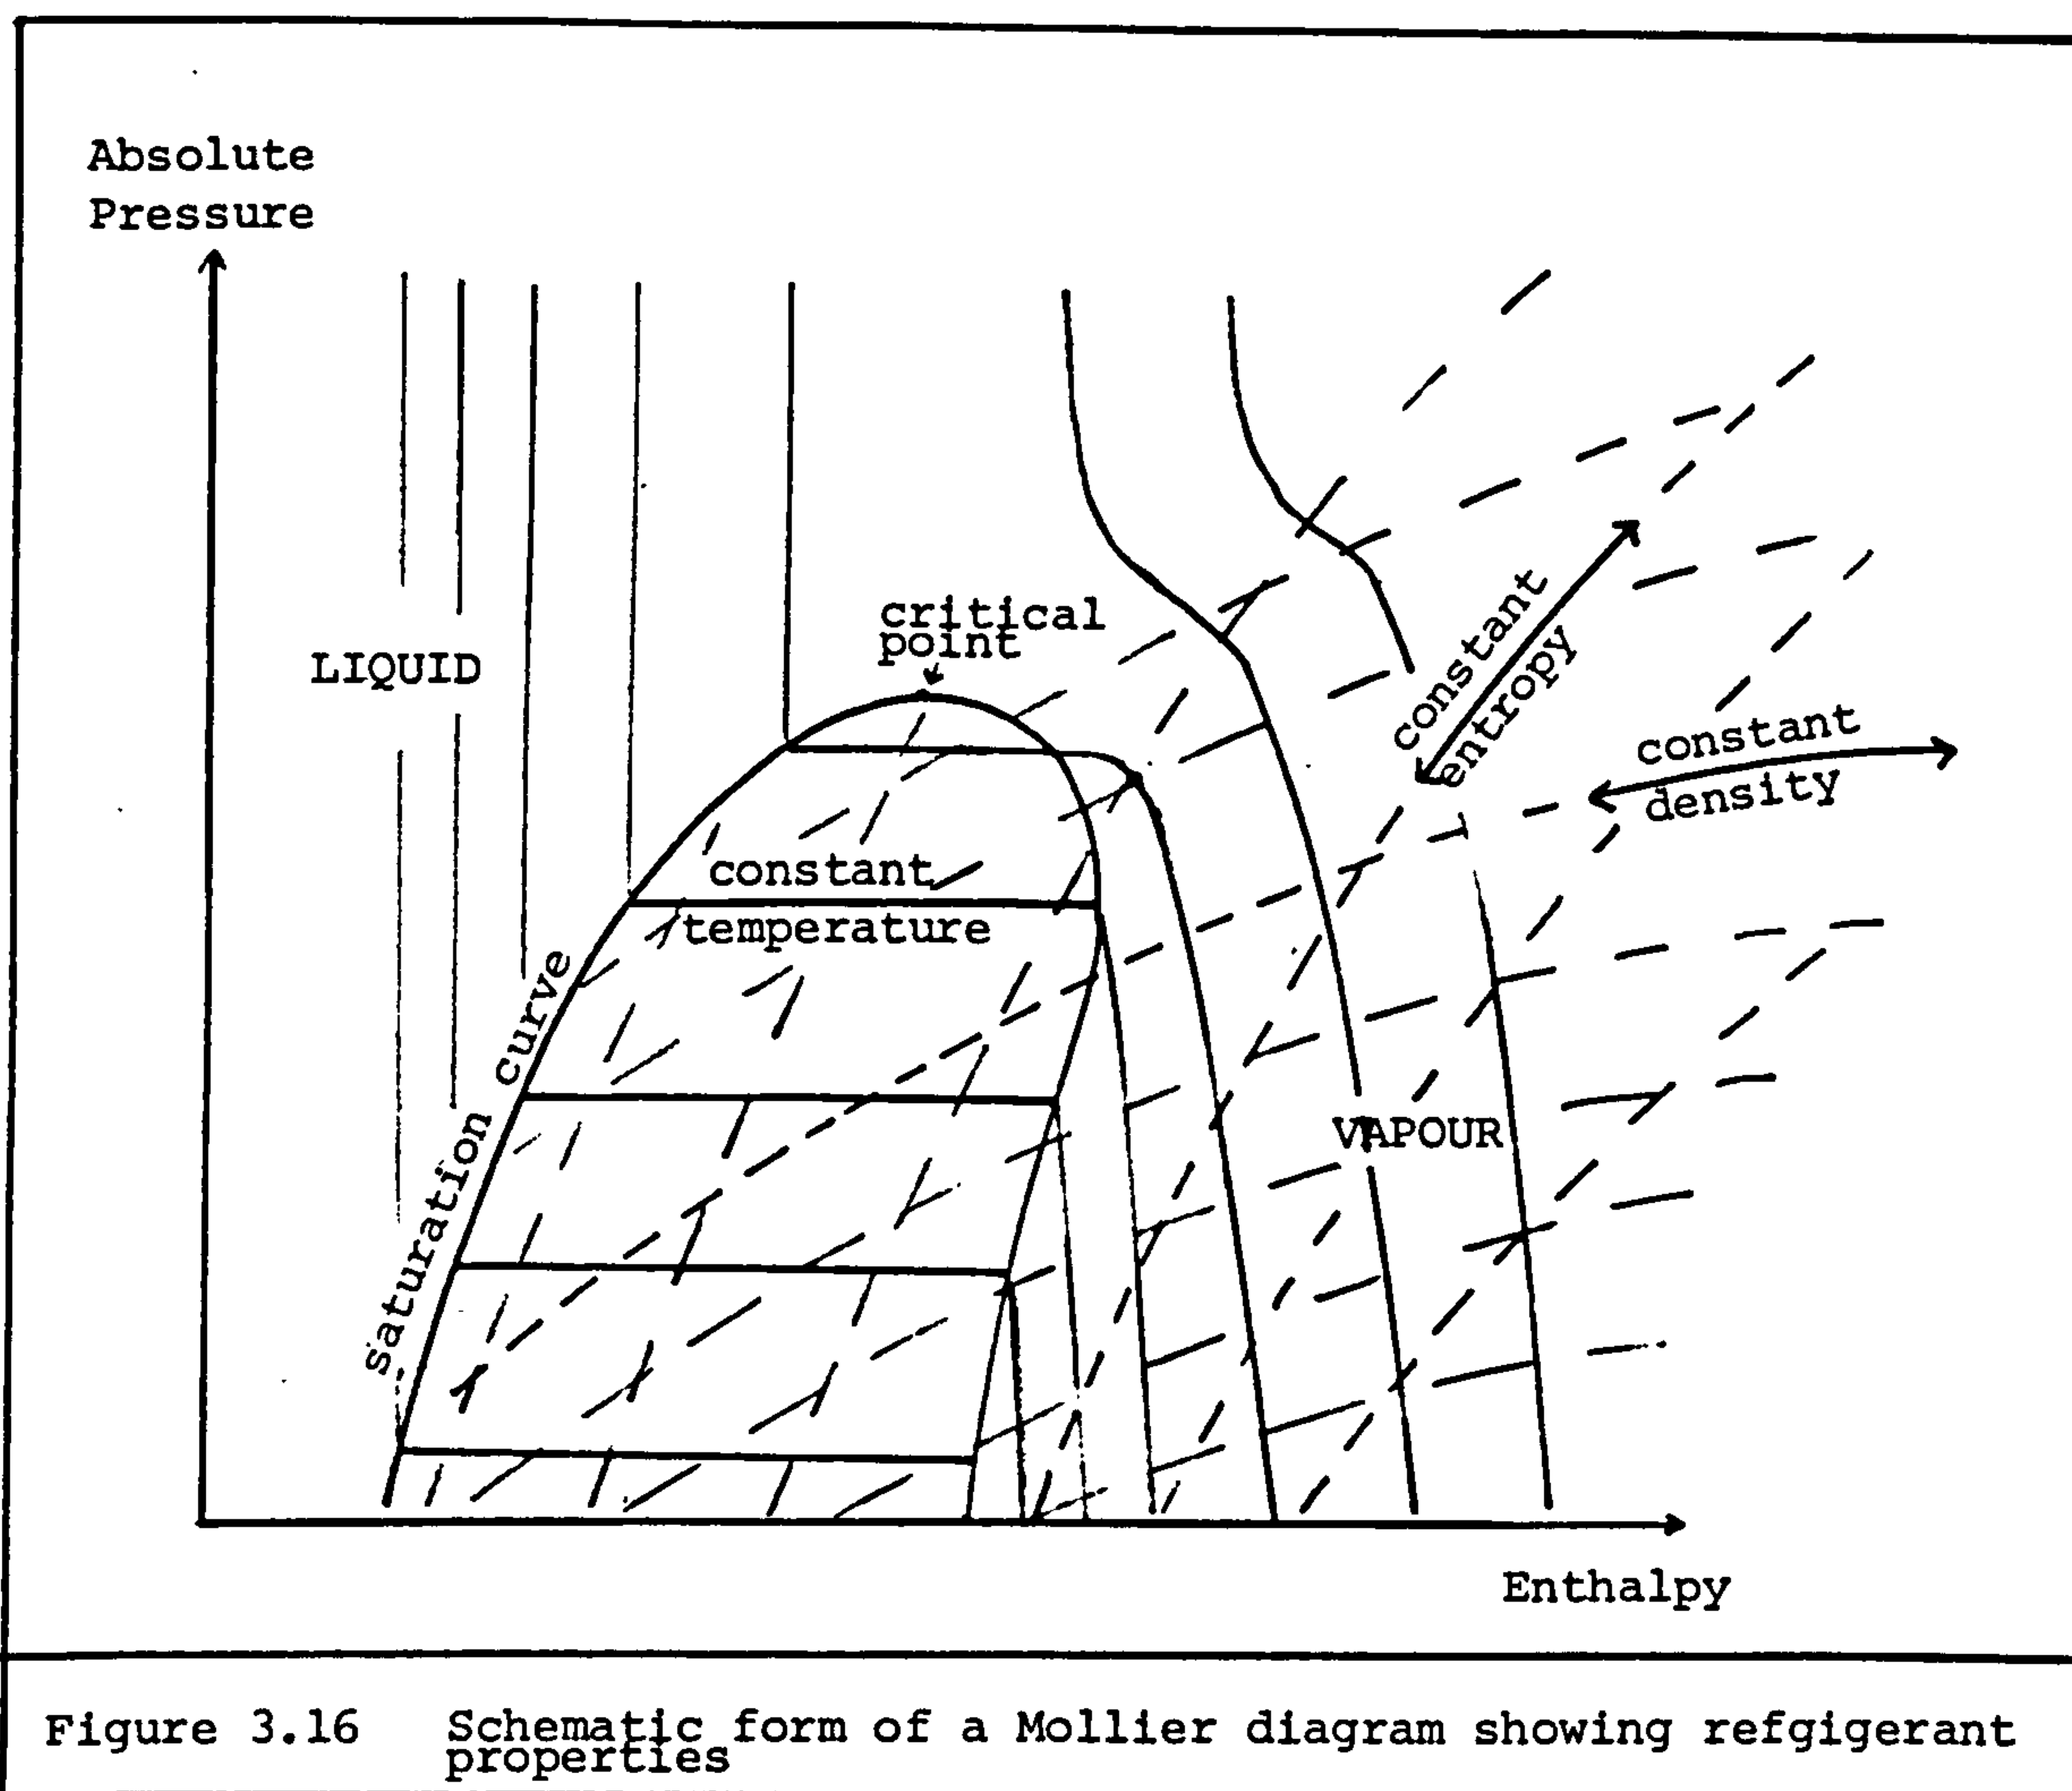 Absolute
Pressure
critical
point
LIQUID
constant
entropy
constant
density
constant
temperature
saturation curve
VAPOUR
Enthalpy
Figure 3.16 Schematic form of a Mollier diagram showing refgigerant
properties